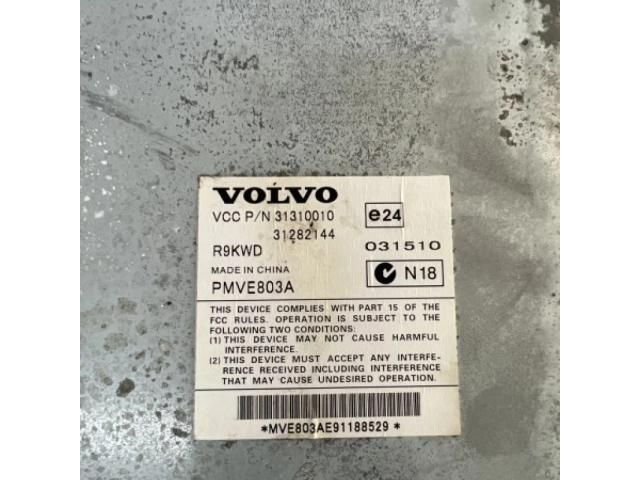 VOLVO
VCC P/N 31310010 e24
31282144
R9KWD 031510
MADE IN CHINA N18
PMVE803A
THIS DEVICE COMPLIES WITH PART 15 OF THE
FCC RULES. OPERATION IS SUBJECT TO THE
FOLLOWING TWO CONDITIONS:
(1) THIS DEVICE MAY NOT CAUSE HARMFUL
INTERFERENCE.
(2) THIS DEVICE MUST ACCEPT ANY INTERFE-
RENCE RECEIVED INCLUDING INTERFERENCE
THAT MAY CAUSE UNDESIRED OPERATION.
*MVE803AE91188529*